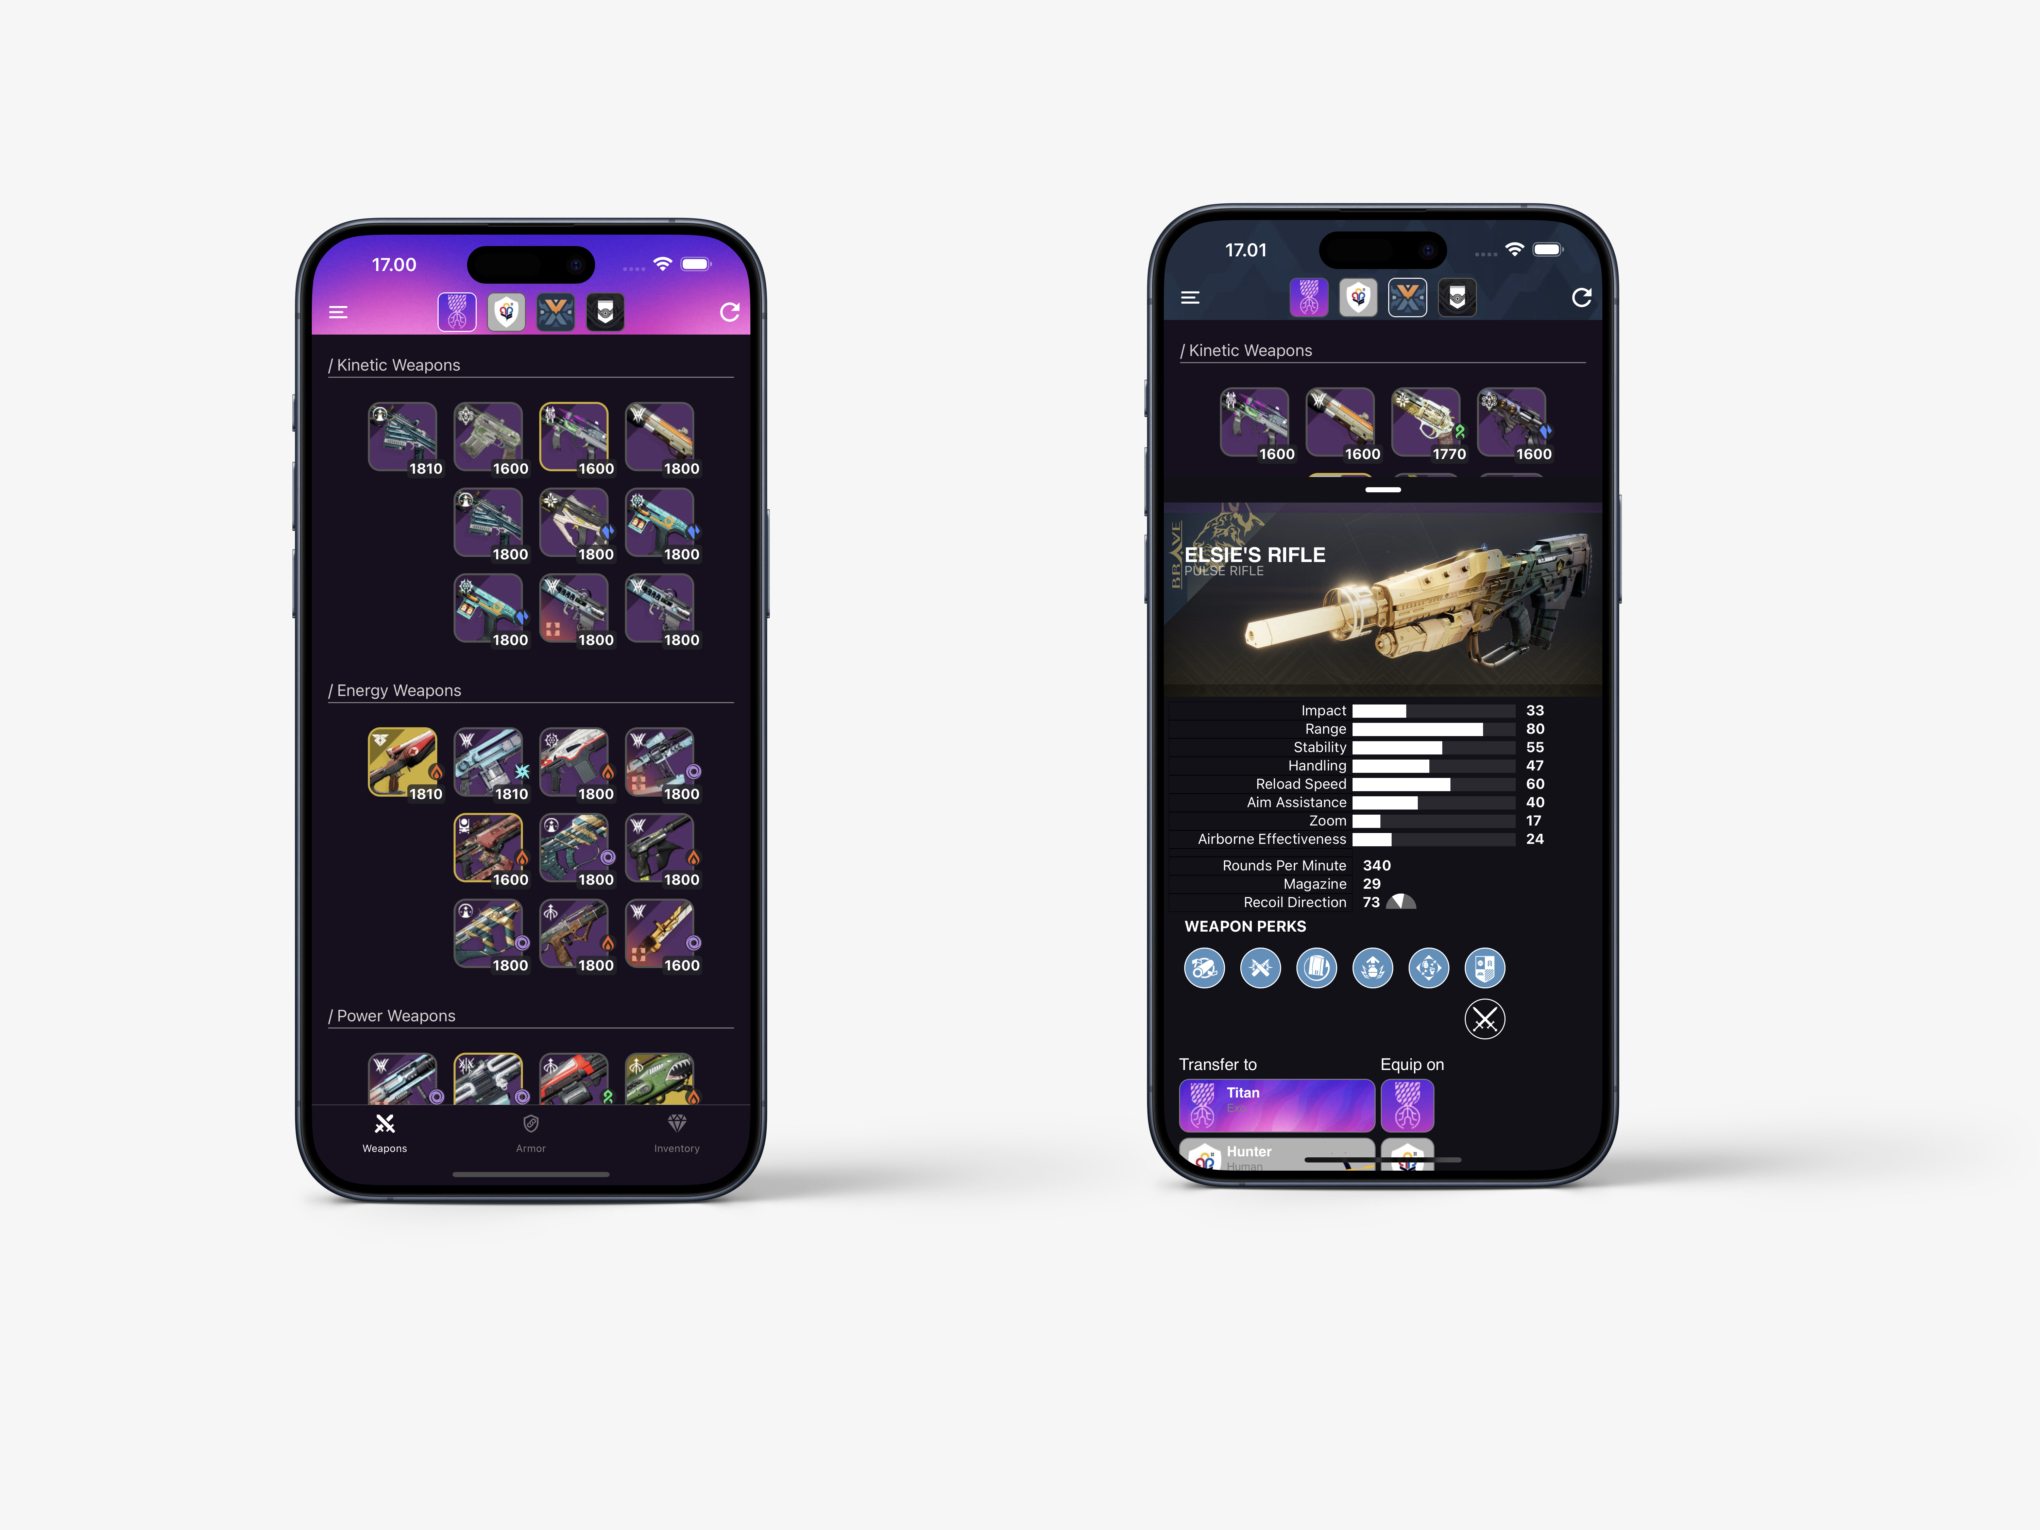 17.00
/ Kinetic Weapons
1810 1600 1600 1800
1800 1800 1800
1800 1800 1800
/ Energy Weapons
1810 1810 1800 1800
1600 1800 1800
1800 1800 1600
/ Power Weapons
Weapons Armor Inventory
17.01
/ Kinetic Weapons
1600 1600 1770 1600
BRAVE
ELSIE'S RIFLE
PULSE RIFLE
Impact 33
Range 80
Stability 55
Handling 47
Reload Speed 60
Aim Assistance 40
Zoom 17
Airborne Effectiveness 24
Rounds Per Minute 340
Magazine 29
Recoil Direction 73
WEAPON PERKS
Transfer to Equip on
Titan
Exo
Hunter
Human